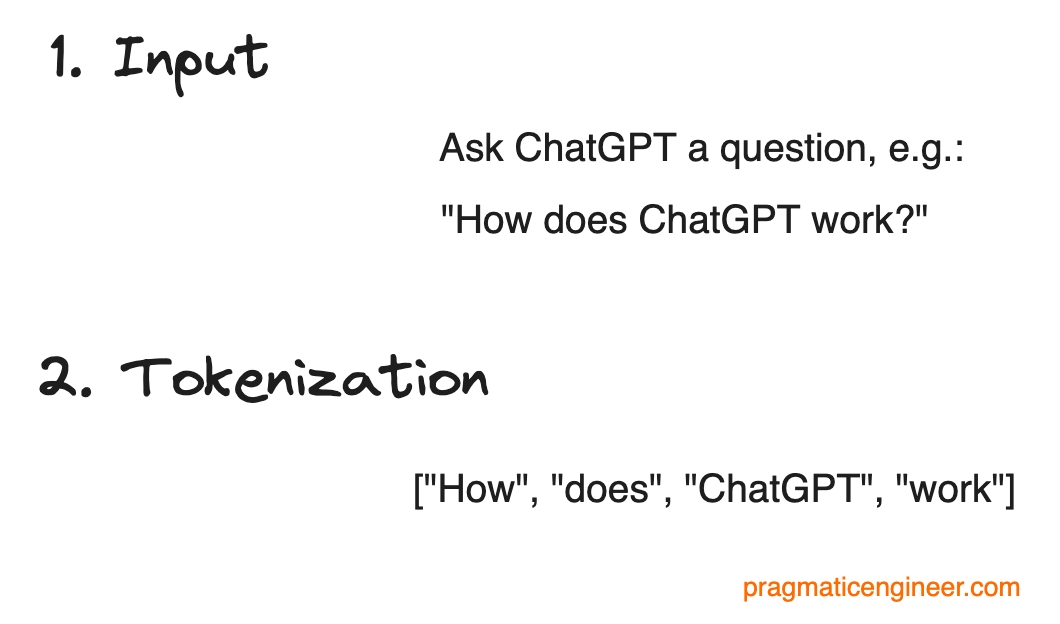 1. Input
Ask ChatGPT a question, e.g.:
"How does ChatGPT work?"
2. Tokenization
["How", "does", "ChatGPT", "work"]
pragmaticengineer.com